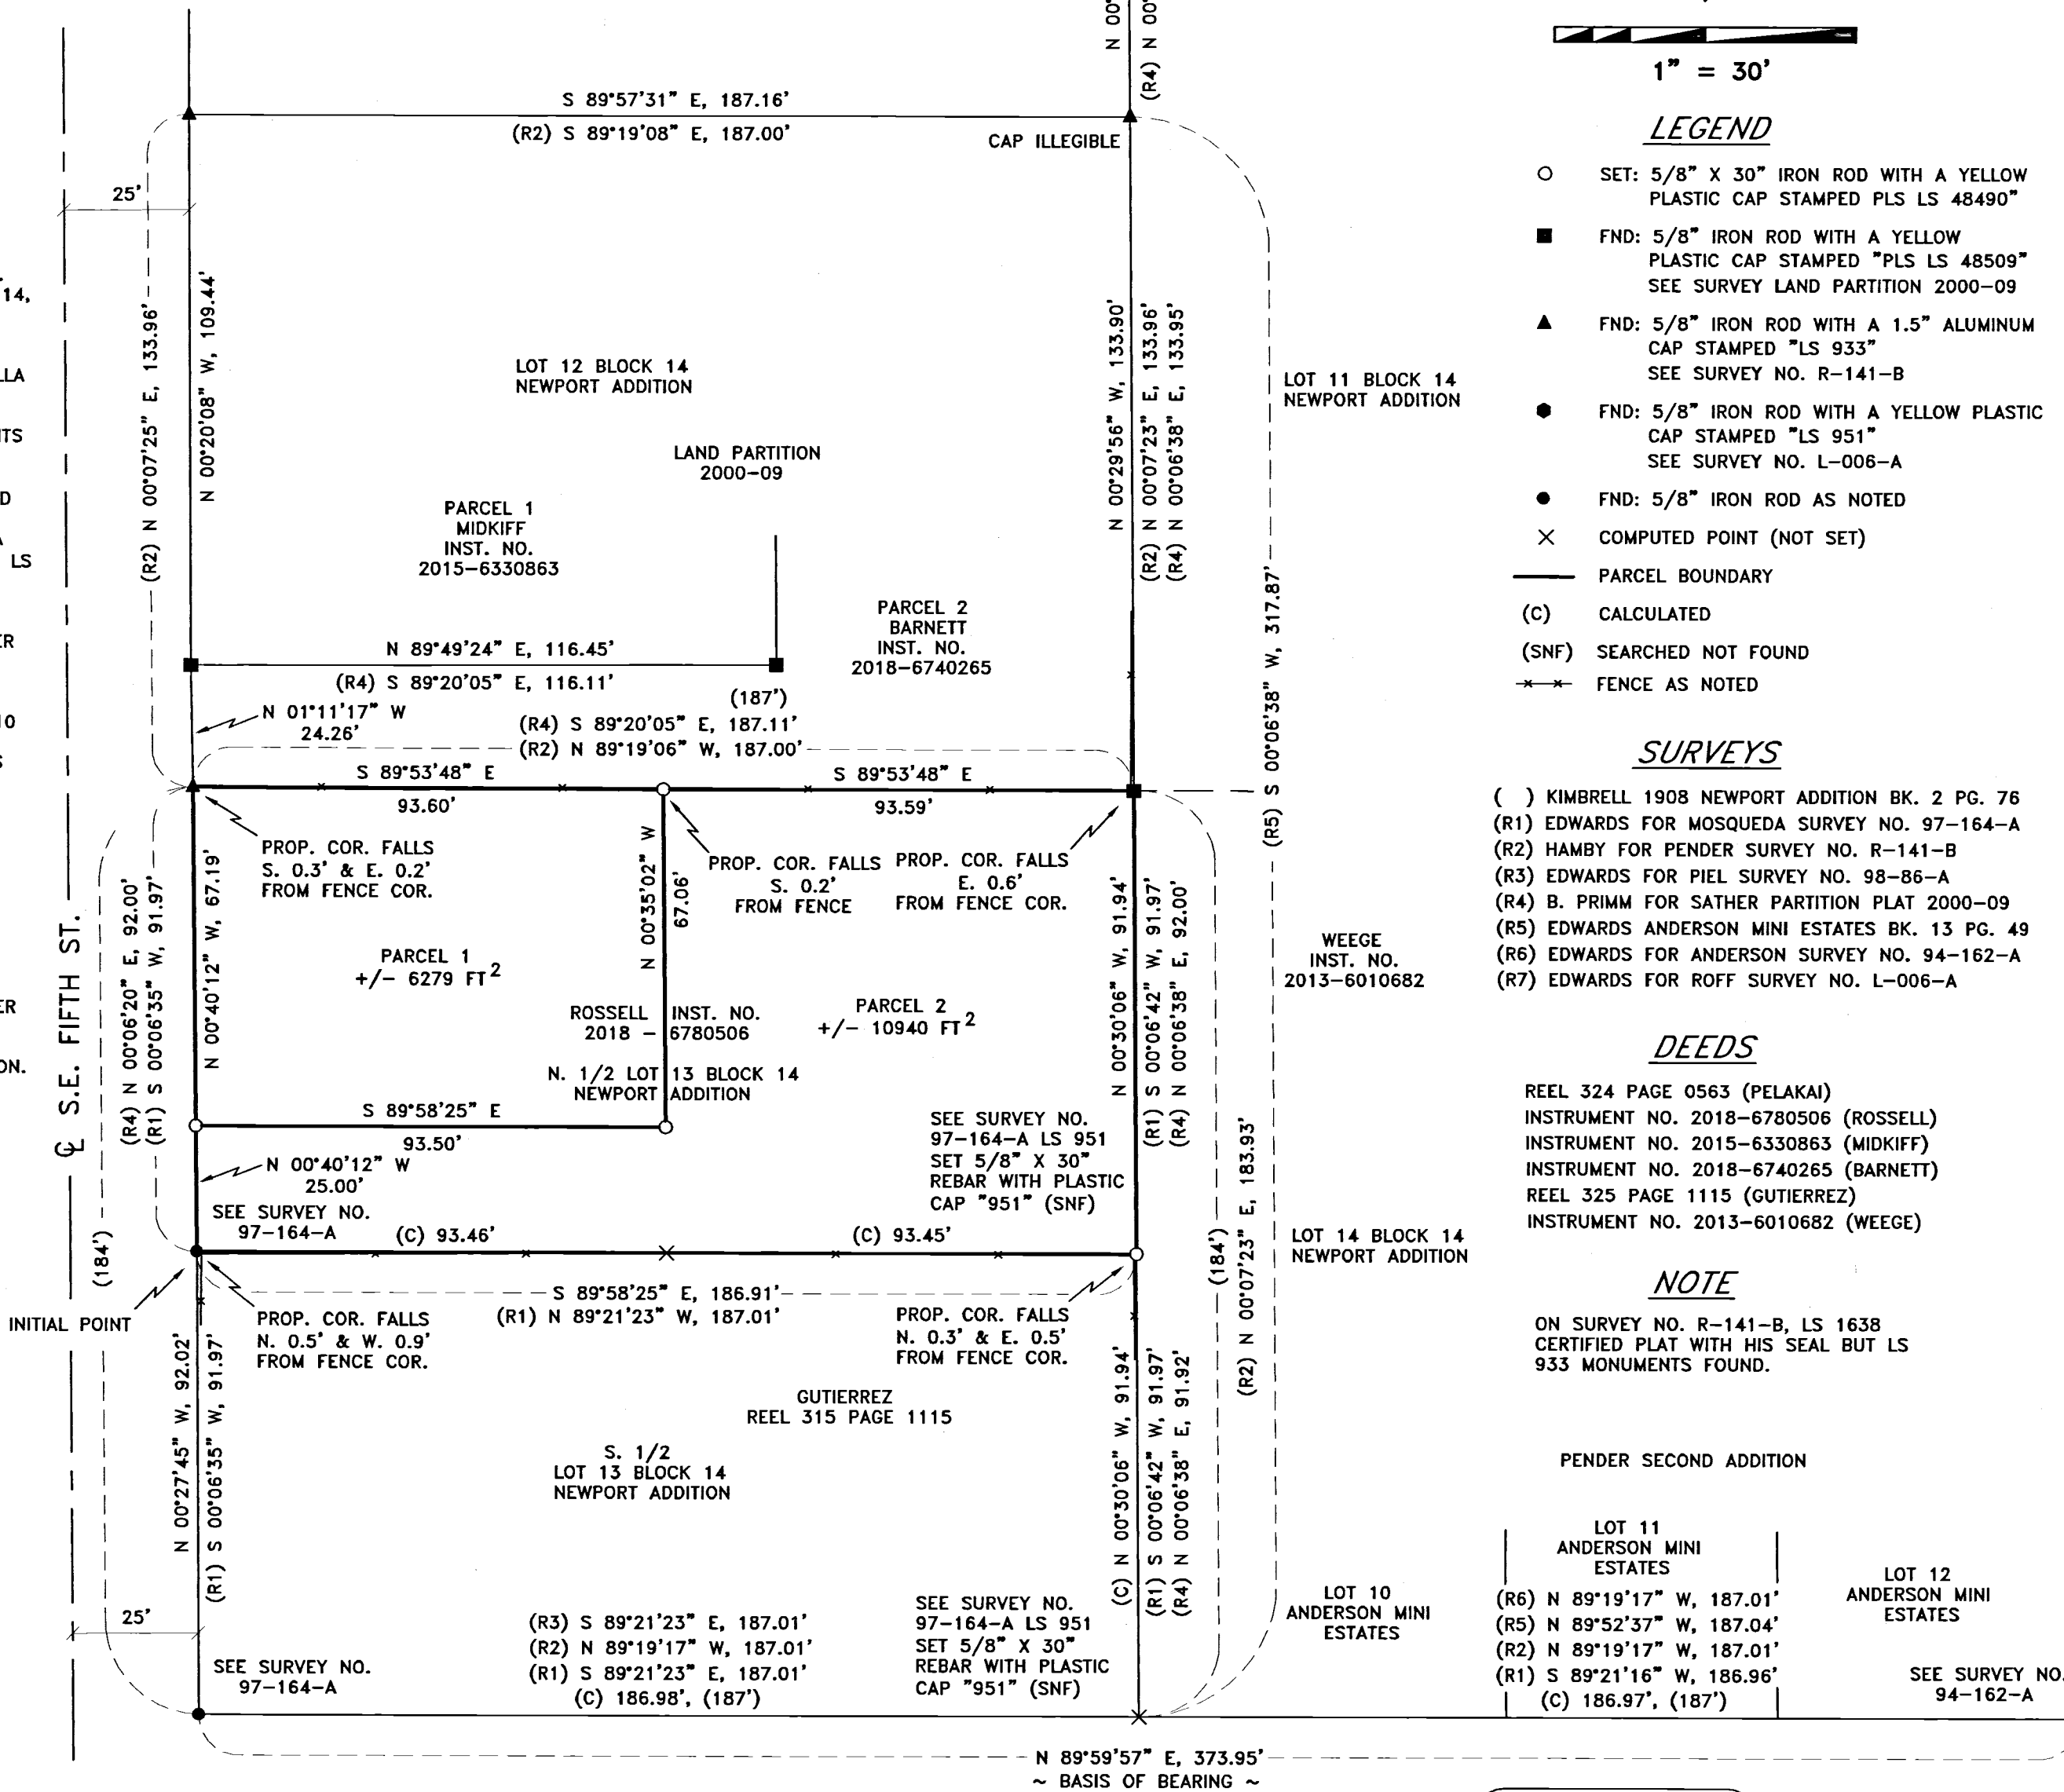 1" = 30'
N 00°
(R4) N 00°
S 89°57'31" E, 187.16'
(R2) S 89°19'08" E, 187.00'
CAP ILLEGIBLE
25'
(R2) N 00°07'25" E, 133.96'
N 00°20'08" W, 109.44'
LOT 12 BLOCK 14
NEWPORT ADDITION
LAND PARTITION
2000-09
PARCEL 1
MIDKIFF
INST. NO.
2015-6330863
PARCEL 2
BARNETT
INST. NO.
2018-6740265
N 00°29'56" W, 133.90'
(R2) N 00°07'23" E, 133.96'
(R4) N 00°06'38" E, 133.95'
LOT 11 BLOCK 14
NEWPORT ADDITION
(R5) S 00°06'38" W, 317.87'
14,
LLA
TS
D
A
LS
ER
10
S
ER
ON.
N 89°49'24" E, 116.45'
(R4) S 89°20'05" E, 116.11'
(187')
N 01°11'17" W
24.26'
(R4) S 89°20'05" E, 187.11'
(R2) N 89°19'06" W, 187.00'
S 89°53'48" E
93.60'
S 89°53'48" E
93.59'
PROP. COR. FALLS
S. 0.3' & E. 0.2'
FROM FENCE COR.
PROP. COR. FALLS
S. 0.2'
FROM FENCE
PROP. COR. FALLS
E. 0.6'
FROM FENCE COR.
℄ S.E. FIFTH ST.
(R4) N 00°06'20" E, 92.00'
(R1) S 00°06'35" W, 91.97'
N 00°40'12" W, 67.19'
N 00°35'02" W
67.06'
PARCEL 1
+/- 6279 FT2
ROSSELL INST. NO.
2018 - 6780506
N. 1/2 LOT 13 BLOCK 14
NEWPORT ADDITION
PARCEL 2
+/- 10940 FT2
N 00°30'06" W, 91.94'
(R1) S 00°06'42" W, 91.97'
(R4) N 00°06'38" E, 92.00'
WEEGE
INST. NO.
2013-6010682
S 89°58'25" E
93.50'
N 00°40'12" W
25.00'
SEE SURVEY NO.
97-164-A
SEE SURVEY NO.
97-164-A LS 951
SET 5/8" X 30"
REBAR WITH PLASTIC
CAP "951" (SNF)
(C) 93.46'
(C) 93.45'
(184')
(184')
(R2) N 00°07'23" E, 183.93'
LOT 14 BLOCK 14
NEWPORT ADDITION
INITIAL POINT
PROP. COR. FALLS
N. 0.5' & W. 0.9'
FROM FENCE COR.
S 89°58'25" E, 186.91'
(R1) N 89°21'23" W, 187.01'
PROP. COR. FALLS
N. 0.3' & E. 0.5'
FROM FENCE COR.
N 00°27'45" W, 92.02'
(R1) S 00°06'35" W, 91.97'
GUTIERREZ
REEL 315 PAGE 1115
S. 1/2
LOT 13 BLOCK 14
NEWPORT ADDITION
(C) N 00°30'06" W, 91.94'
(R1) S 00°06'42" W, 91.97'
(R4) N 00°06'38" E, 91.92'
25'
SEE SURVEY NO.
97-164-A
(R3) S 89°21'23" E, 187.01'
(R2) N 89°19'17" W, 187.01'
(R1) S 89°21'23" E, 187.01'
(C) 186.98', (187')
SEE SURVEY NO.
97-164-A LS 951
SET 5/8" X 30"
REBAR WITH PLASTIC
CAP "951" (SNF)
LOT 10
ANDERSON MINI
ESTATES
N 89°59'57" E, 373.95'
~ BASIS OF BEARING ~
LEGEND
SET: 5/8" X 30" IRON ROD WITH A YELLOW
PLASTIC CAP STAMPED PLS LS 48490"
FND: 5/8" IRON ROD WITH A YELLOW
PLASTIC CAP STAMPED "PLS LS 48509"
SEE SURVEY LAND PARTITION 2000-09
FND: 5/8" IRON ROD WITH A 1.5" ALUMINUM
CAP STAMPED "LS 933"
SEE SURVEY NO. R-141-B
FND: 5/8" IRON ROD WITH A YELLOW PLASTIC
CAP STAMPED "LS 951"
SEE SURVEY NO. L-006-A
FND: 5/8" IRON ROD AS NOTED
COMPUTED POINT (NOT SET)
PARCEL BOUNDARY
(C) CALCULATED
(SNF) SEARCHED NOT FOUND
FENCE AS NOTED
SURVEYS
( ) KIMBRELL 1908 NEWPORT ADDITION BK. 2 PG. 76
(R1) EDWARDS FOR MOSQUEDA SURVEY NO. 97-164-A
(R2) HAMBY FOR PENDER SURVEY NO. R-141-B
(R3) EDWARDS FOR PIEL SURVEY NO. 98-86-A
(R4) B. PRIMM FOR SATHER PARTITION PLAT 2000-09
(R5) EDWARDS ANDERSON MINI ESTATES BK. 13 PG. 49
(R6) EDWARDS FOR ANDERSON SURVEY NO. 94-162-A
(R7) EDWARDS FOR ROFF SURVEY NO. L-006-A
DEEDS
REEL 324 PAGE 0563 (PELAKAI)
INSTRUMENT NO. 2018-6780506 (ROSSELL)
INSTRUMENT NO. 2015-6330863 (MIDKIFF)
INSTRUMENT NO. 2018-6740265 (BARNETT)
REEL 325 PAGE 1115 (GUTIERREZ)
INSTRUMENT NO. 2013-6010682 (WEEGE)
NOTE
ON SURVEY NO. R-141-B, LS 1638
CERTIFIED PLAT WITH HIS SEAL BUT LS
933 MONUMENTS FOUND.
PENDER SECOND ADDITION
LOT 11
ANDERSON MINI
ESTATES
(R6) N 89°19'17" W, 187.01'
(R5) N 89°52'37" W, 187.04'
(R2) N 89°19'17" W, 187.01'
(R1) S 89°21'16" W, 186.96'
(C) 186.97', (187')
LOT 12
ANDERSON MINI
ESTATES
SEE SURVEY NO.
94-162-A